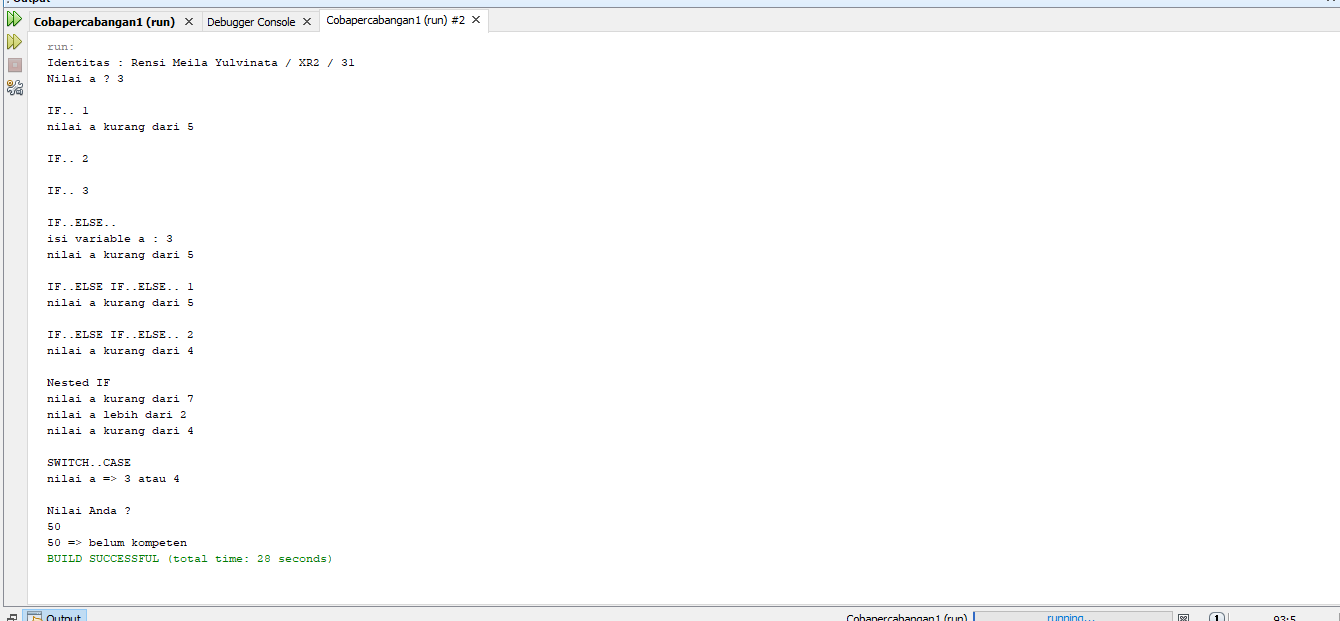 Output
Cobapercabangan1 (run) Debugger Console Cobapercabangan1 (run) #2
run:
Identitas : Rensi Meila Yulvinata / XR2 / 31
Nilai a ? 3
IF.. 1
nilai a kurang dari 5
IF.. 2
IF.. 3
IF..ELSE..
isi variable a : 3
nilai a kurang dari 5
IF..ELSE IF..ELSE.. 1
nilai a kurang dari 5
IF..ELSE IF..ELSE.. 2
nilai a kurang dari 4
Nested IF
nilai a kurang dari 7
nilai a lebih dari 2
nilai a kurang dari 4
SWITCH..CASE
nilai a => 3 atau 4
Nilai Anda ?
50
50 => belum kompeten
BUILD SUCCESSFUL (total time: 28 seconds)
Output Cobapercabangan1 (run) running... 1 93:5